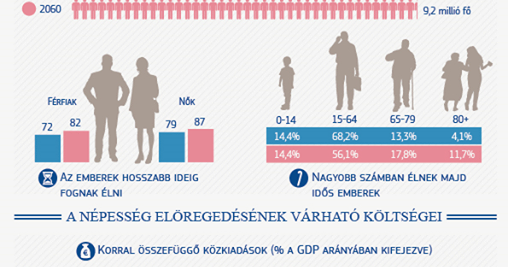 2060
9,2 millió fő
Férfiak
Nők
72 82
79 87
0-14 15-64 65-79 80+
14,4% 68,2% 13,3% 4,1%
14,4% 56,1% 17,8% 11,7%
Az emberek hosszabb ideig
fognak élni
Nagyobb számban élnek majd
idős emberek
A NÉPESSÉG ELÖREGEDÉSÉNEK VÁRHATÓ KÖLTSÉGEI
Korral összefüggő közkiadások (% a GDP arányában kifejezve)